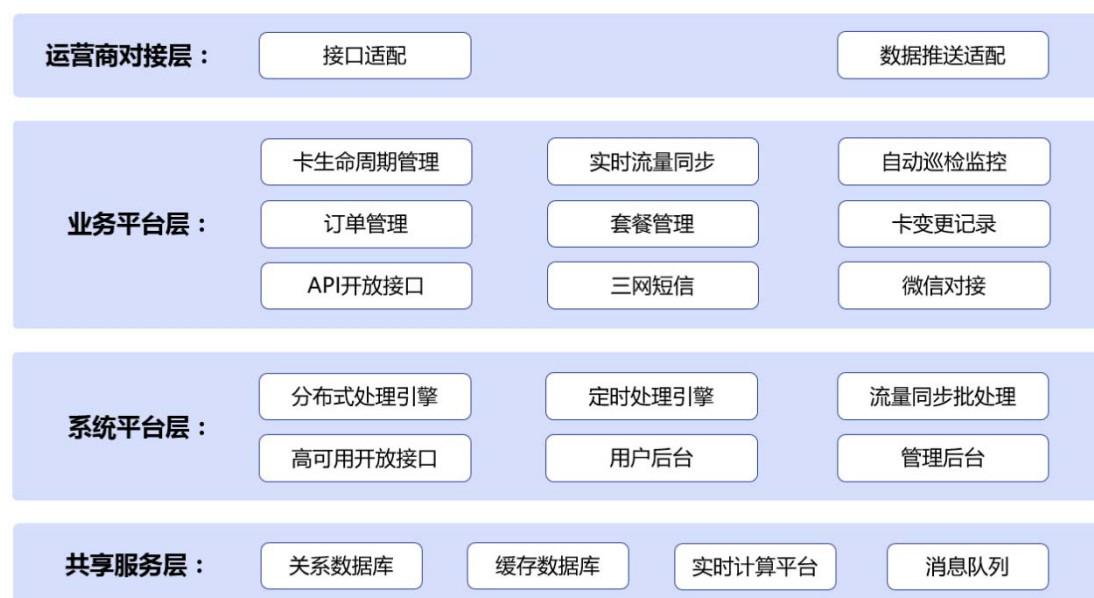 运营商对接层：
接口适配 数据推送适配
业务平台层：
卡生命周期管理 实时流量同步 自动巡检监控
订单管理 套餐管理 卡变更记录
API开放接口 三网短信 微信对接
系统平台层：
分布式处理引擎 定时处理引擎 流量同步批处理
高可用开放接口 用户后台 管理后台
共享服务层：
关系数据库 缓存数据库 实时计算平台 消息队列